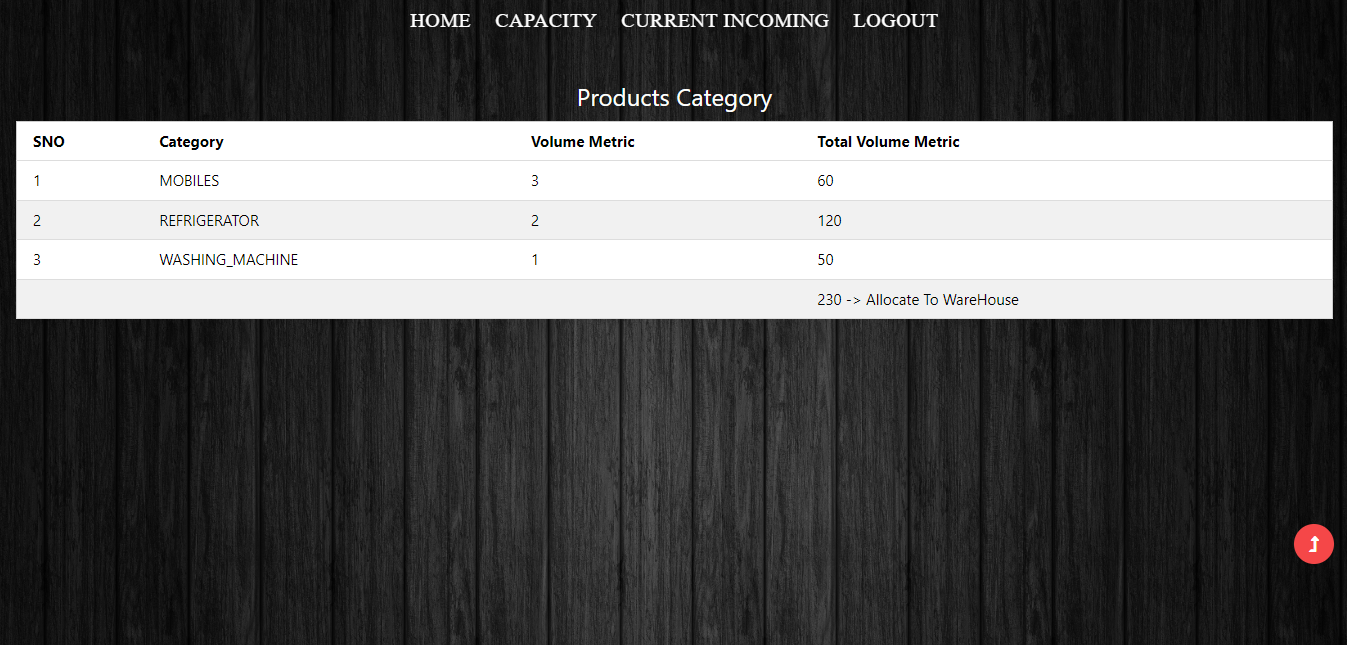 HOME CAPACITY CURRENT INCOMING LOGOUT
Products Category
SNO Category Volume Metric Total Volume Metric
1 MOBILES 3 60
2 REFRIGERATOR 2 120
3 WASHING_MACHINE 1 50
230 -> Allocate To WareHouse